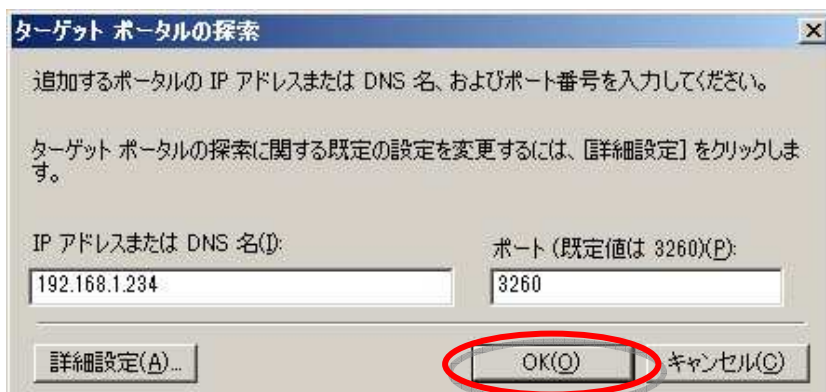 ターゲット ポータルの探索
追加するポータルの IP アドレスまたは DNS 名、およびポート番号を入力してください。
ターゲット ポータルの探索に関する既定の設定を変更するには、[詳細設定] をクリックしま
す。
IP アドレスまたは DNS 名(I):
ポート (既定値は 3260)(P):
192.168.1.234
3260
詳細設定(A)...
OK(O)
キャンセル(C)